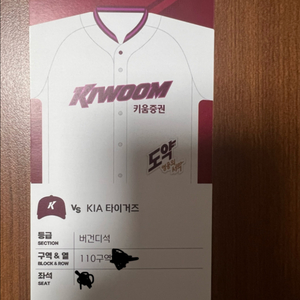 KIWOOM
키움증권
도약
K VS KIA 타이거즈
등급 버건디석
SECTION
구역 & 열 110구역
BLOCK & ROW
좌석
SEAT